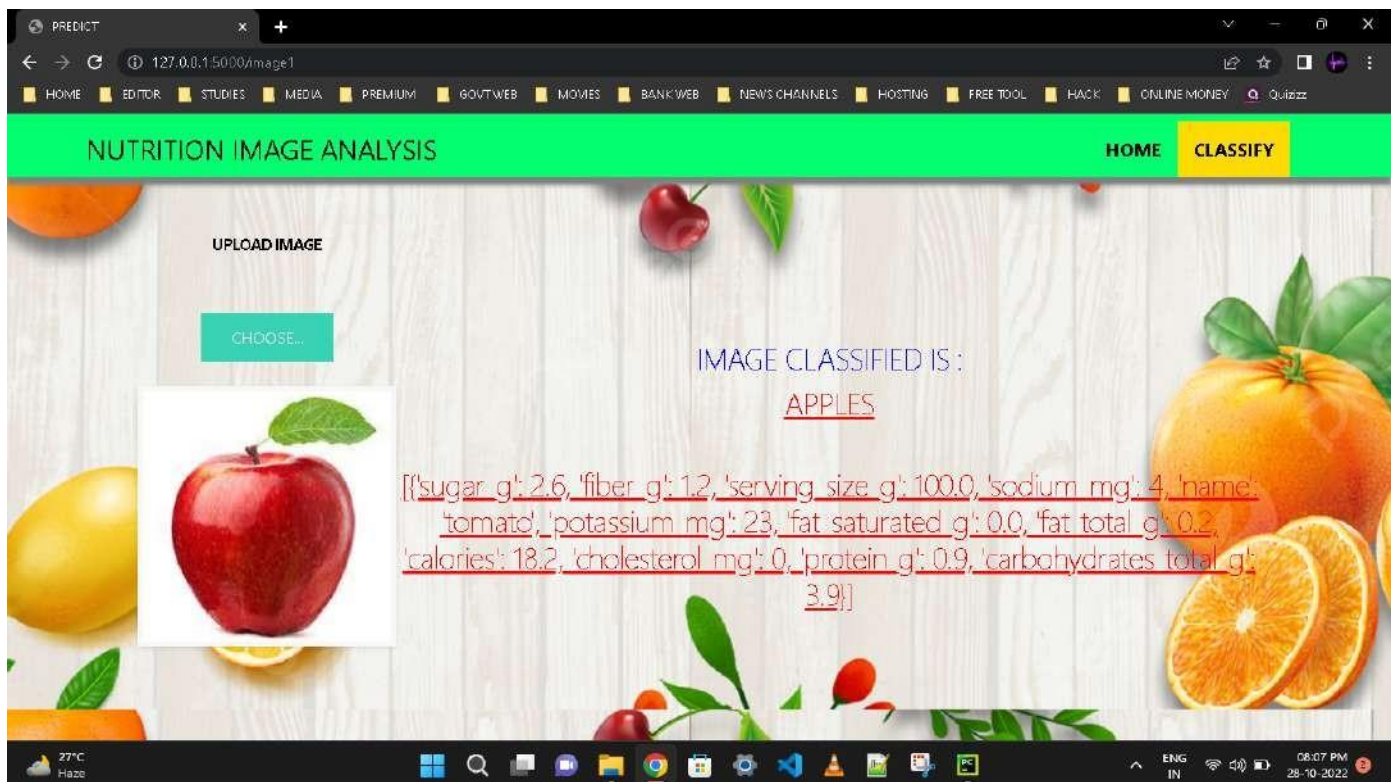 PREDICT
127.0.0.1:5000/image1
HOME EDITOR STUDIES MEDIA PREMIUM GOVT WEB MOVIES BANK WEB NEWS CHANNELS HOSTING FREE TOOL HACK ONLINE MONEY Quizizz
NUTRITION IMAGE ANALYSIS HOME CLASSIFY
UPLOAD IMAGE
CHOOSE...
IMAGE CLASSIFIED IS :
APPLES
[{'sugar_g': 2.6, 'fiber_g': 1.2, 'serving_size_g': 100.0, 'sodium_mg': 4, 'name':
'tomato', 'potassium_mg': 23, 'fat_saturated_g': 0.0, 'fat_total_g': 0.2,
'calories': 18.2, 'cholesterol_mg': 0, 'protein_g': 0.9, 'carbohydrates_total_g':
3.9}]
27°C
Haze
ENG
IN
08:07 PM
28-10-2022
2